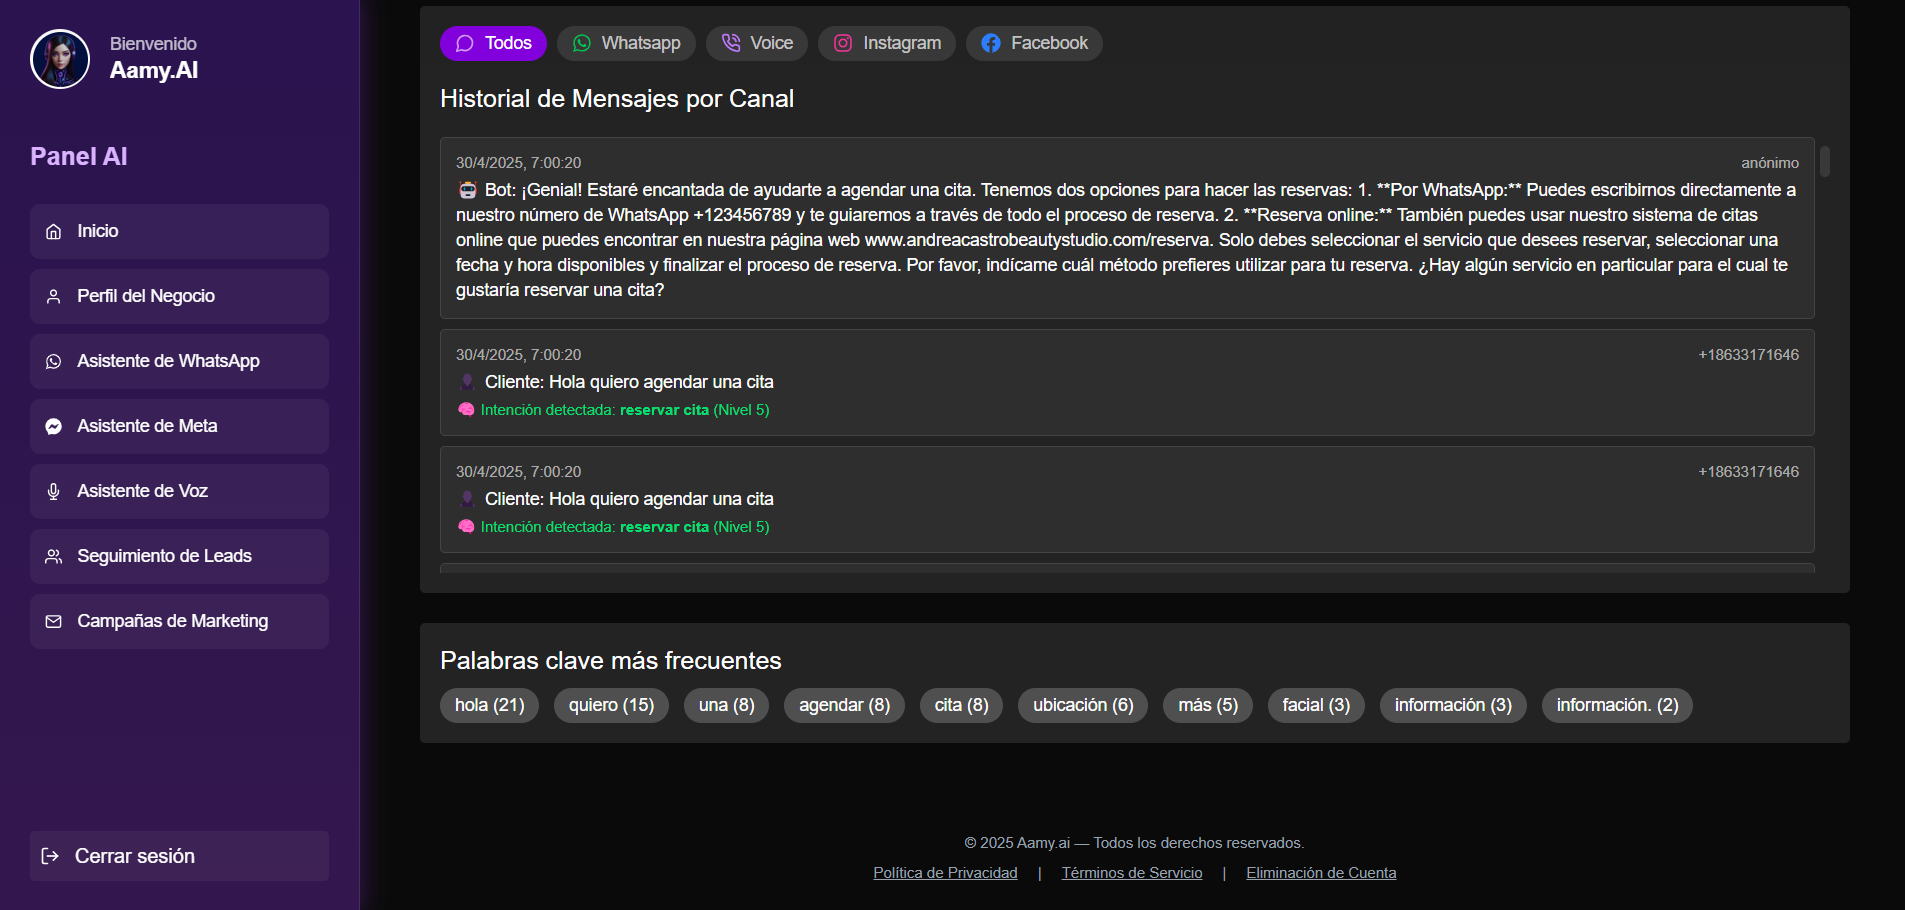 Bienvenido
Aamy.AI
Panel AI
Inicio
Perfil del Negocio
Asistente de WhatsApp
Asistente de Meta
Asistente de Voz
Seguimiento de Leads
Campañas de Marketing
Cerrar sesión
Todos
Whatsapp
Voice
Instagram
Facebook
Historial de Mensajes por Canal
30/4/2025, 7:00:20
anónimo
Bot: ¡Genial! Estaré encantada de ayudarte a agendar una cita. Tenemos dos opciones para hacer las reservas: 1. **Por WhatsApp:** Puedes escribirnos directamente a
nuestro número de WhatsApp +123456789 y te guiaremos a través de todo el proceso de reserva. 2. **Reserva online:** También puedes usar nuestro sistema de citas
online que puedes encontrar en nuestra página web www.andreacastrobeautystudio.com/reserva. Solo debes seleccionar el servicio que desees reservar, seleccionar una
fecha y hora disponibles y finalizar el proceso de reserva. Por favor, indícame cuál método prefieres utilizar para tu reserva. ¿Hay algún servicio en particular para el cual te
gustaría reservar una cita?
30/4/2025, 7:00:20
+18633171646
Cliente: Hola quiero agendar una cita
Intención detectada: reservar cita (Nivel 5)
30/4/2025, 7:00:20
+18633171646
Cliente: Hola quiero agendar una cita
Intención detectada: reservar cita (Nivel 5)
Palabras clave más frecuentes
hola (21)
quiero (15)
una (8)
agendar (8)
cita (8)
ubicación (6)
más (5)
facial (3)
información (3)
información. (2)
© 2025 Aamy.ai — Todos los derechos reservados.
Política de Privacidad | Términos de Servicio | Eliminación de Cuenta